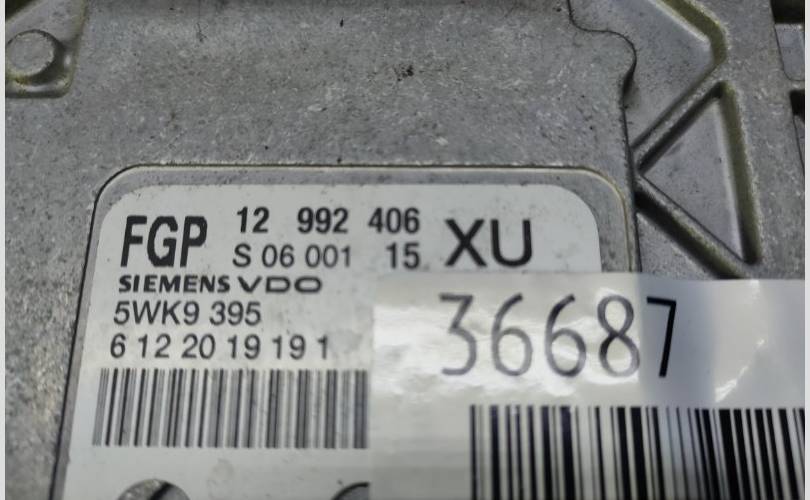 FGP 12 992 406 XU
S 06 001 15
SIEMENS VDO
5WK9 395
6 12 20 19 19 1
36687